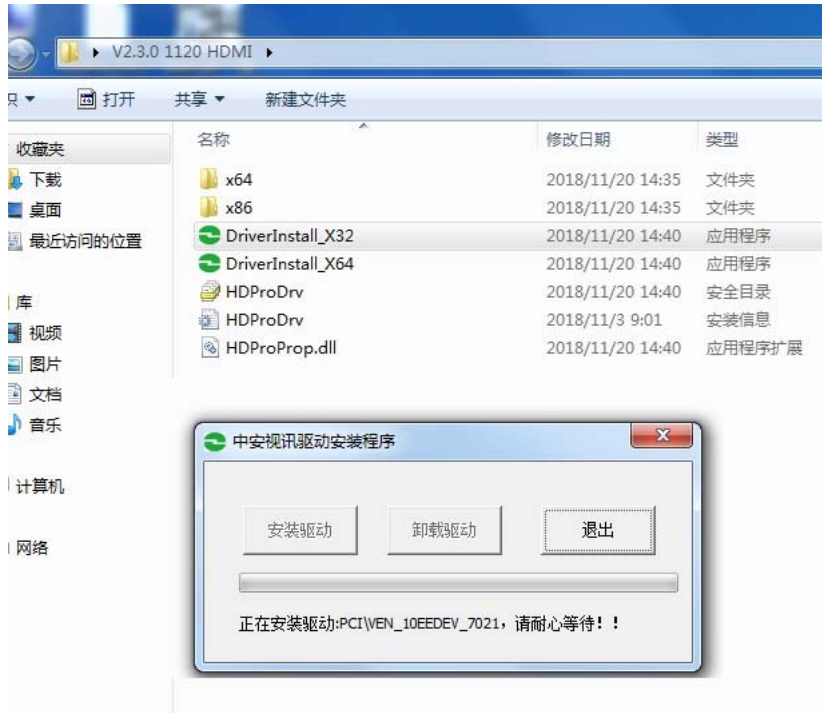 V2.3.0 1120 HDMI
打开 共享 新建文件夹
名称 修改日期 类型
收藏夹
下载
桌面
最近访问的位置
库
视频
图片
文档
音乐
计算机
网络
x64 2018/11/20 14:35 文件夹
x86 2018/11/20 14:35 文件夹
DriverInstall_X32 2018/11/20 14:40 应用程序
DriverInstall_X64 2018/11/20 14:40 应用程序
HDProDrv 2018/11/20 14:40 安全目录
HDProDrv 2018/11/3 9:01 安装信息
HDProProp.dll 2018/11/20 14:40 应用程序扩展
中安视讯驱动安装程序
安装驱动 卸载驱动 退出
正在安装驱动:PCI\VEN_10EEDEV_7021，请耐心等待！！